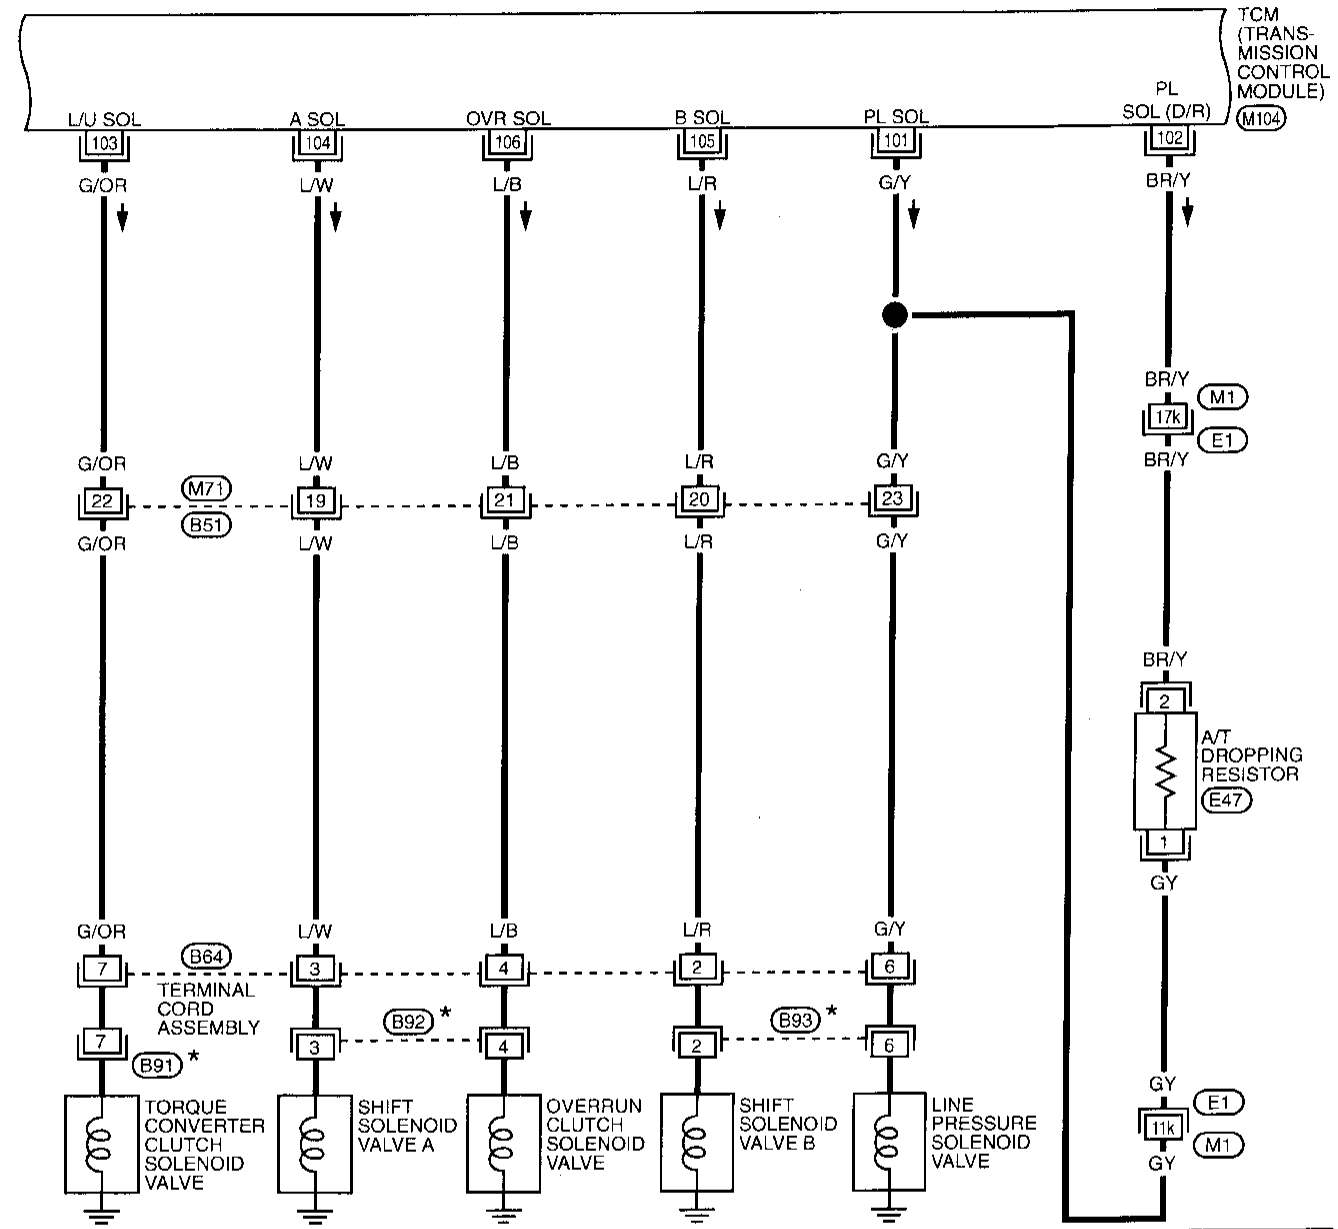 TCM
(TRANS-
MISSION
CONTROL
MODULE)
M104
L/U SOL
A SOL
OVR SOL
B SOL
PL SOL
PL
SOL (D/R)
103
104
106
105
101
102
G/OR
L/W
L/B
L/R
G/Y
BR/Y
BR/Y
M1
17k
E1
BR/Y
G/OR
L/W
L/B
L/R
G/Y
22
M71
B51
19
21
20
23
G/OR
L/W
L/B
L/R
G/Y
BR/Y
2
A/T
DROPPING
RESISTOR
E47
1
GY
G/OR
L/W
L/B
L/R
G/Y
7
B64
3
4
2
6
TERMINAL
CORD
ASSEMBLY
7
B91 *
3
B92 *
4
2
B93 *
6
TORQUE
CONVERTER
CLUTCH
SOLENOID
VALVE
SHIFT
SOLENOID
VALVE A
OVERRUN
CLUTCH
SOLENOID
VALVE
SHIFT
SOLENOID
VALVE B
LINE
PRESSURE
SOLENOID
VALVE
GY
E1
11k
M1
GY